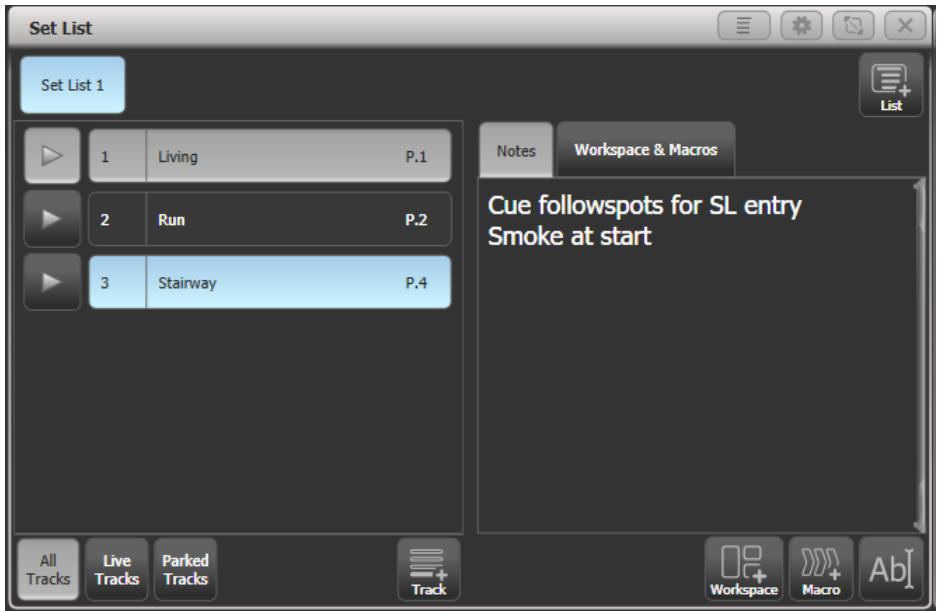 Set List
Set List 1
List
1 Living P.1
2 Run P.2
3 Stairway P.4
Notes
Workspace & Macros
Cue followspots for SL entry
Smoke at start
All
Tracks
Live
Tracks
Parked
Tracks
Track
Workspace
Macro
Ab